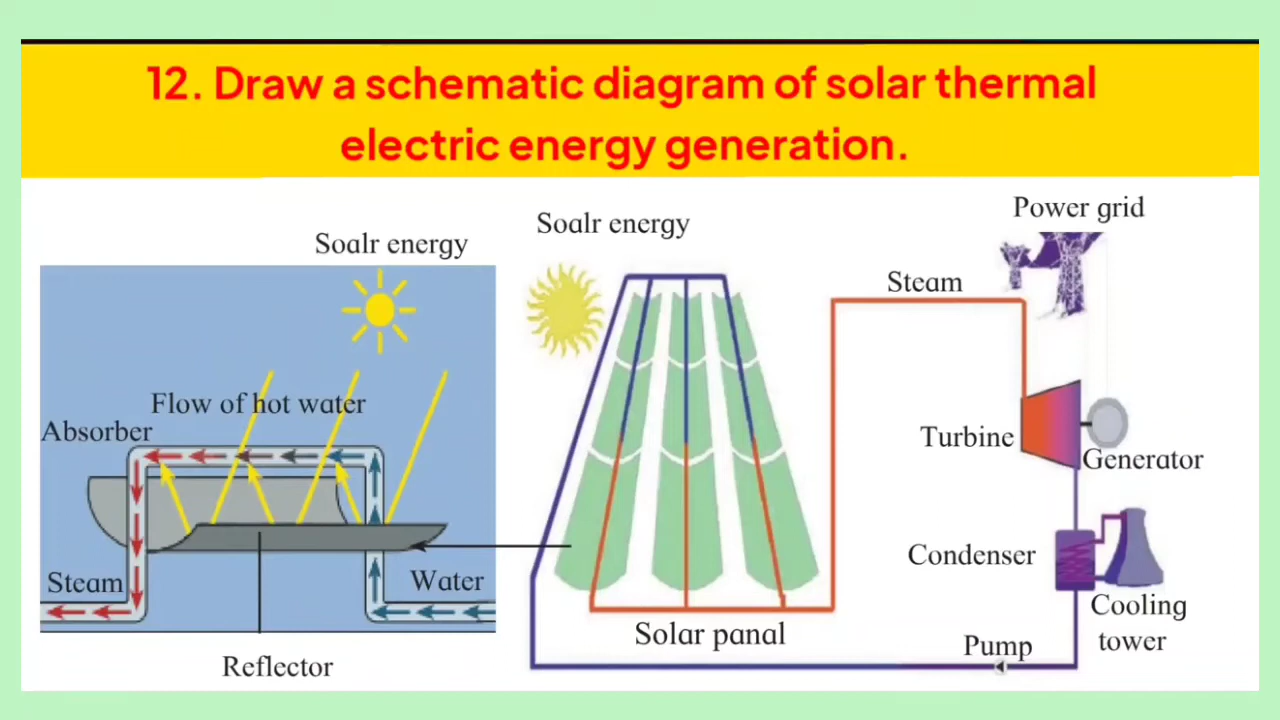 12. Draw a schematic diagram of solar thermal
electric energy generation.
Soalr energy
Flow of hot water
Absorber
Steam
Water
Reflector
Soalr energy
Solar panal
Steam
Power grid
Turbine
Generator
Condenser
Cooling
tower
Pump